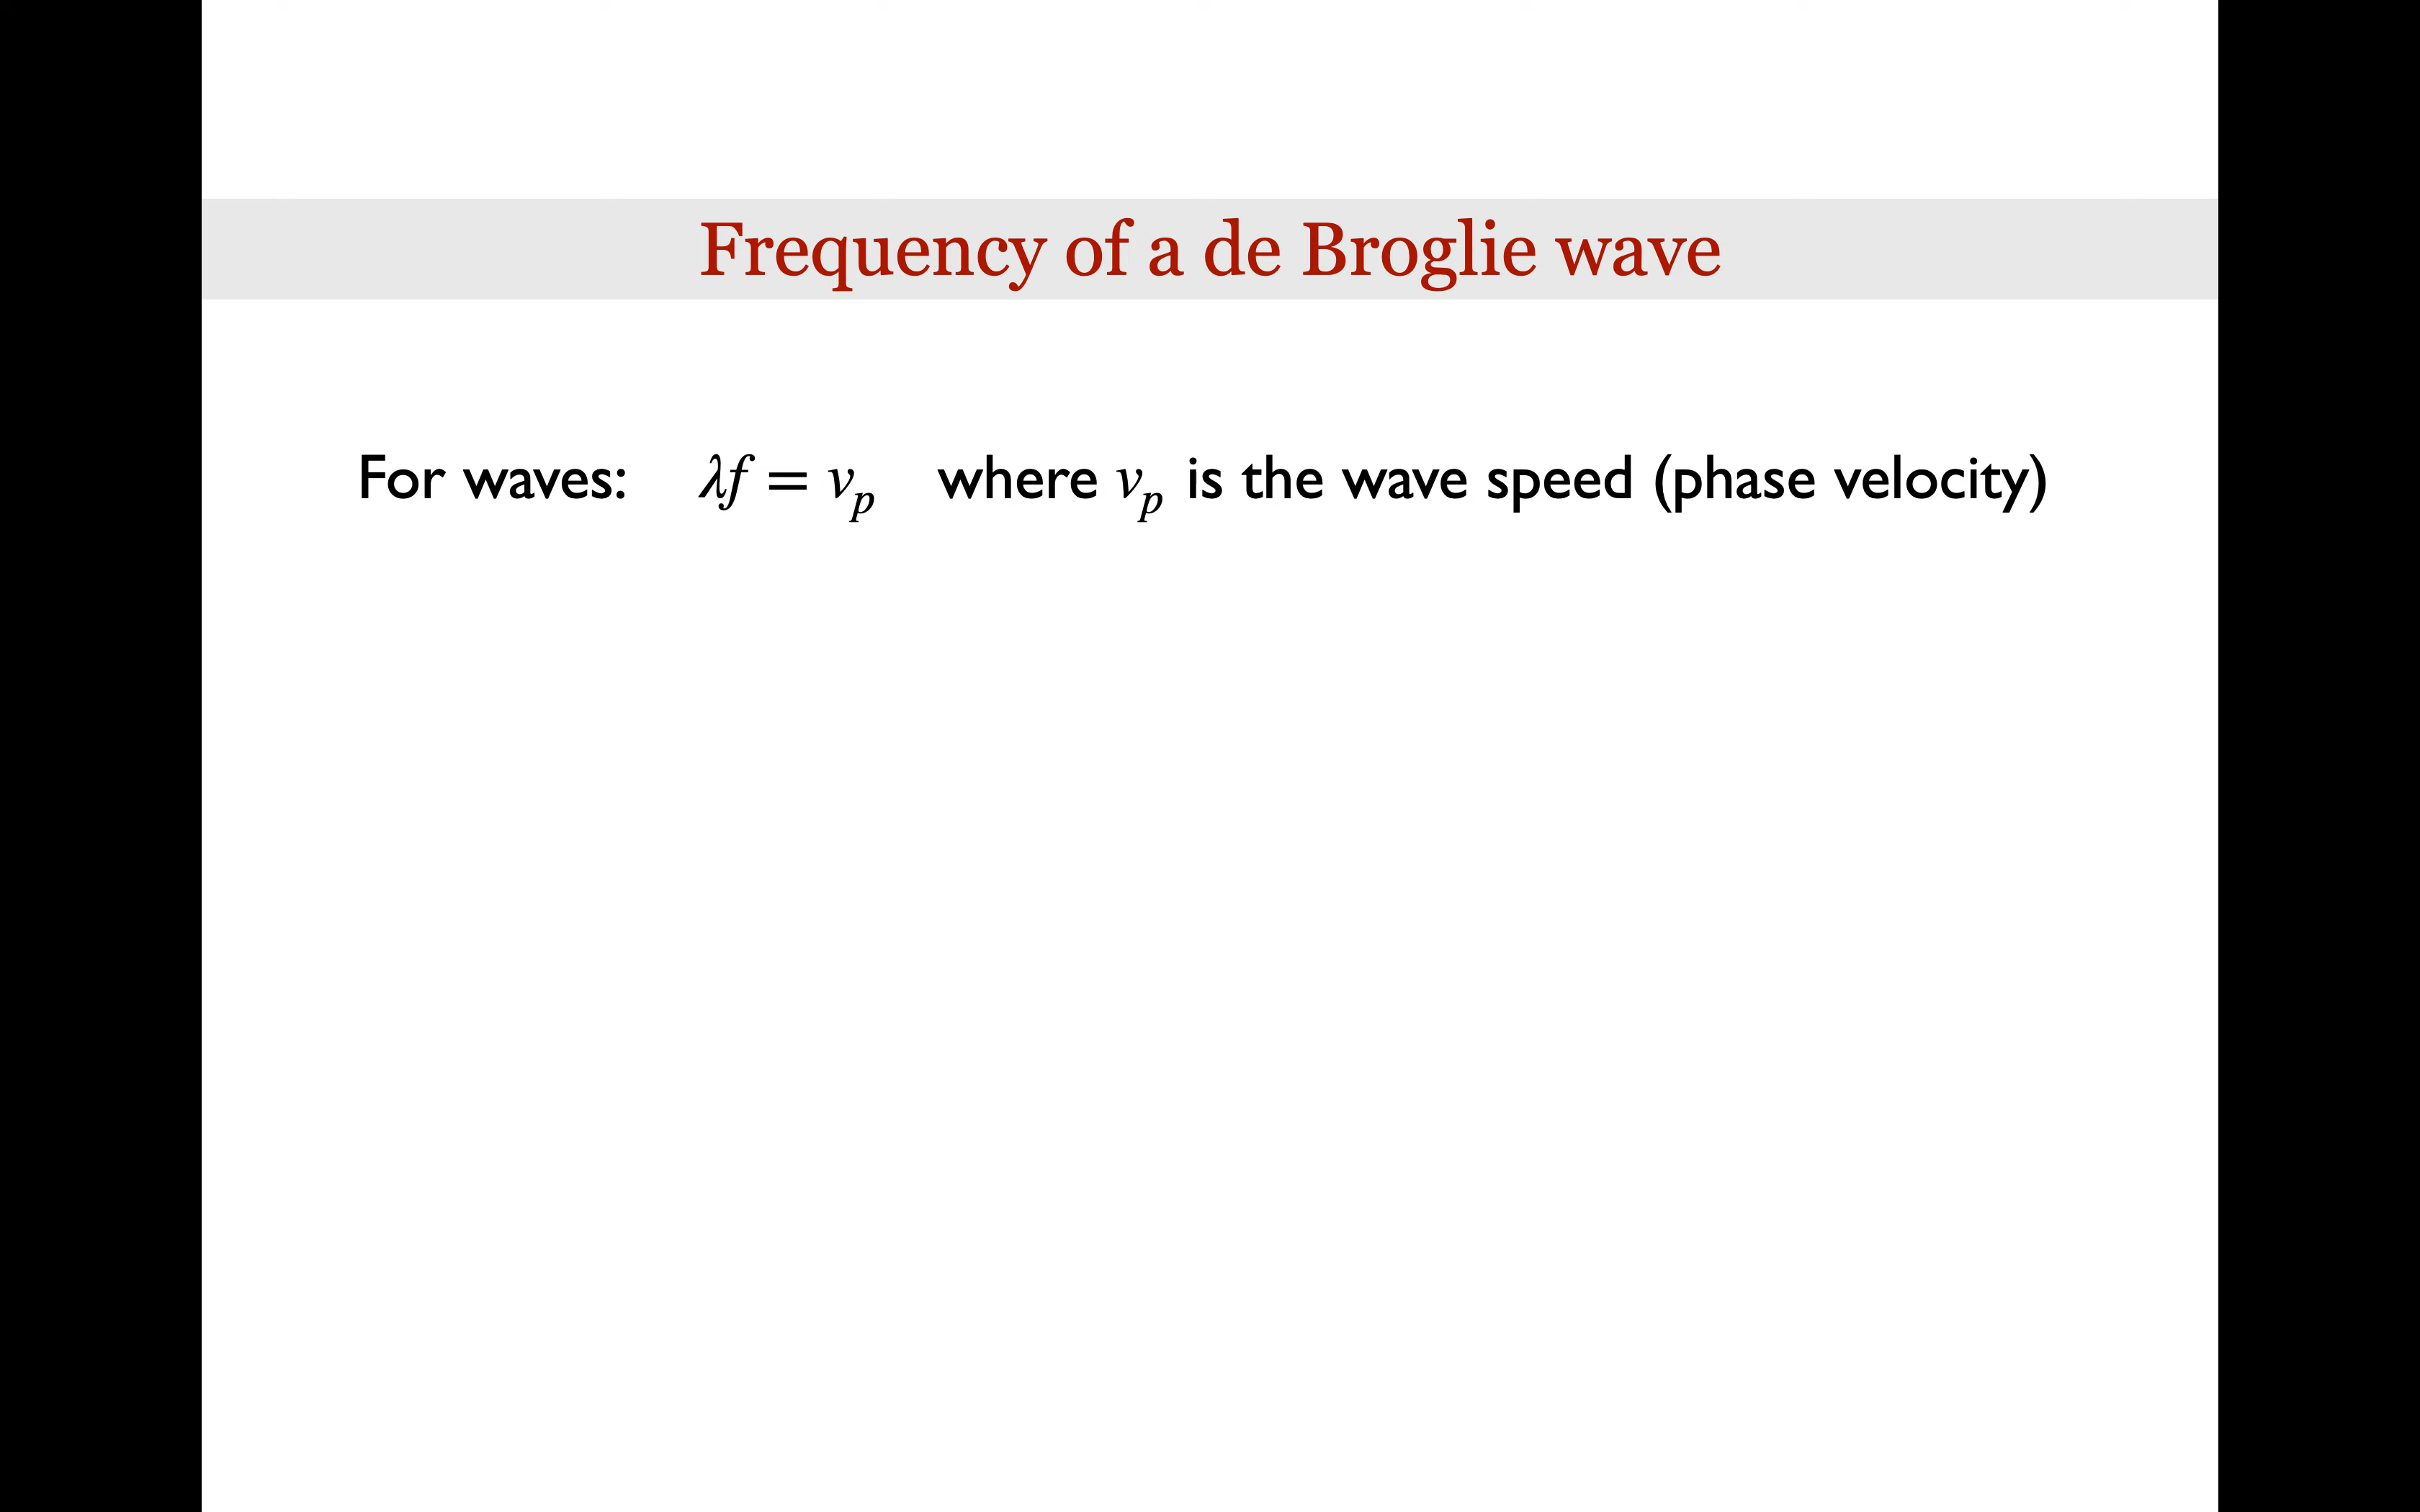 Frequency of a de Broglie wave
For waves: λf = v_p where v_p is the wave speed (phase velocity)